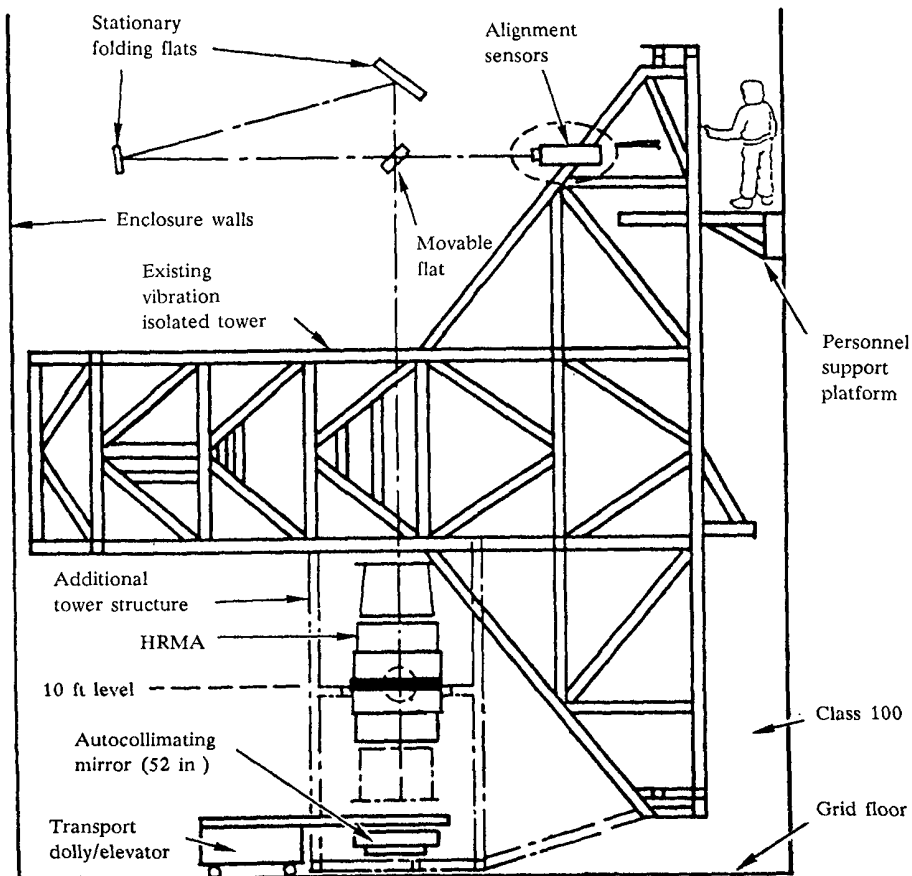 Stationary
folding flats
Alignment
sensors
Enclosure walls
Movable
flat
Existing
vibration
isolated tower
Personnel
support
platform
Additional
tower structure
HRMA
10 ft level
Class 100
Autocollimating
mirror (52 in )
Grid floor
Transport
dolly/elevator